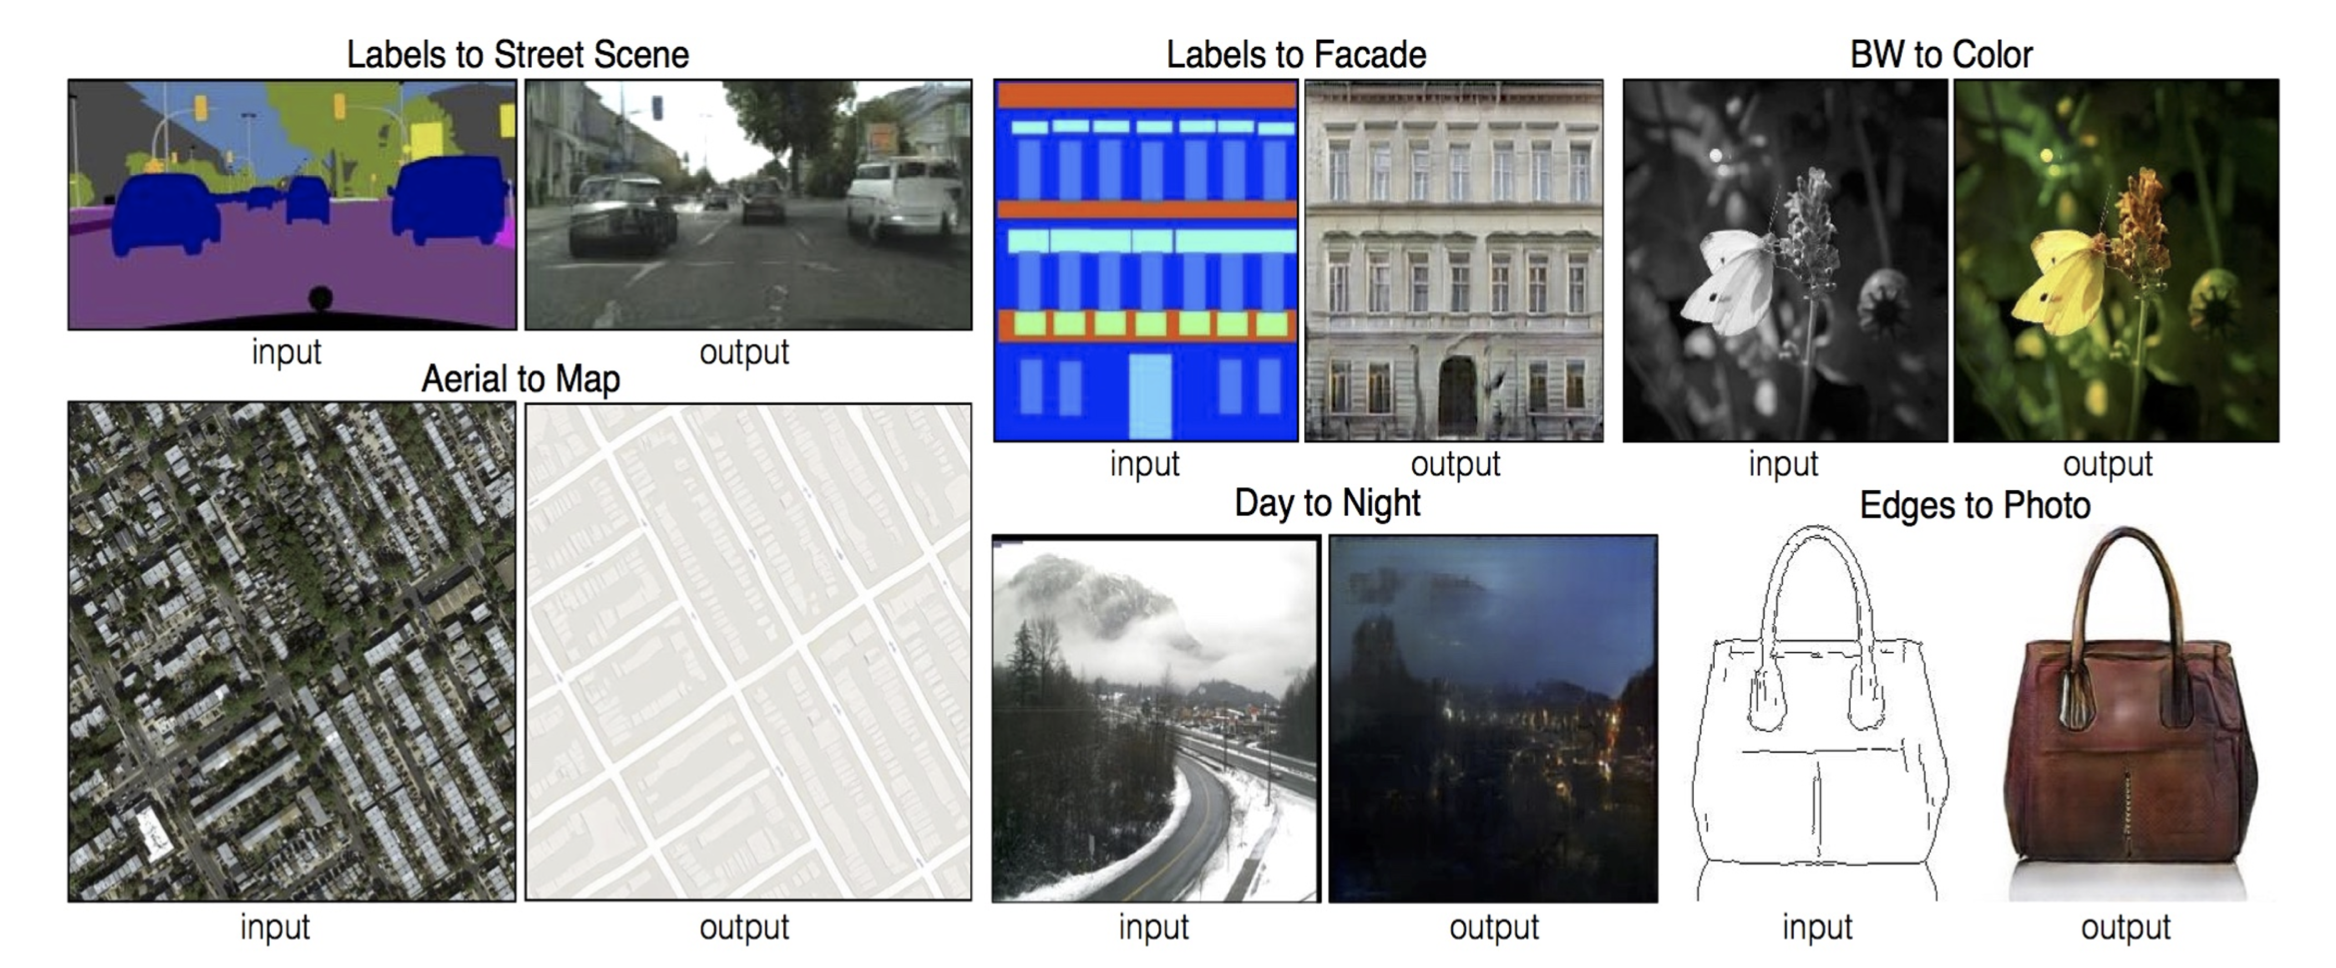 Labels to Street Scene
input
output
Aerial to Map
input
output
Labels to Facade
input
output
Day to Night
input
output
BW to Color
input
output
Edges to Photo
input
output